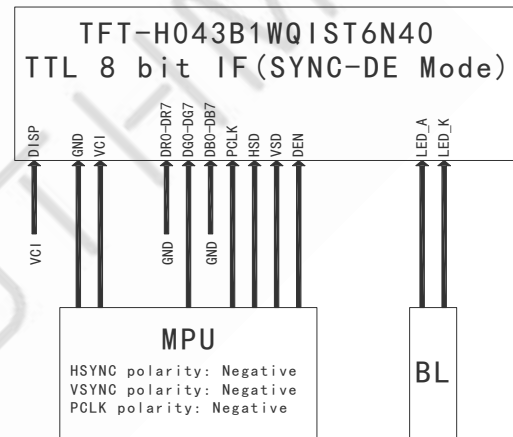 TFT-H043B1WQIST6N40
TTL 8 bit IF(SYNC-DE Mode)
DISP
GND
VCI
DR0-DR7
DG0-DG7
DB0-DB7
PCLK
HSD
VSD
DEN
LED_A
LED_K
VCI
GND
GND
MPU
HSYNC polarity: Negative
VSYNC polarity: Negative
PCLK polarity: Negative
BL